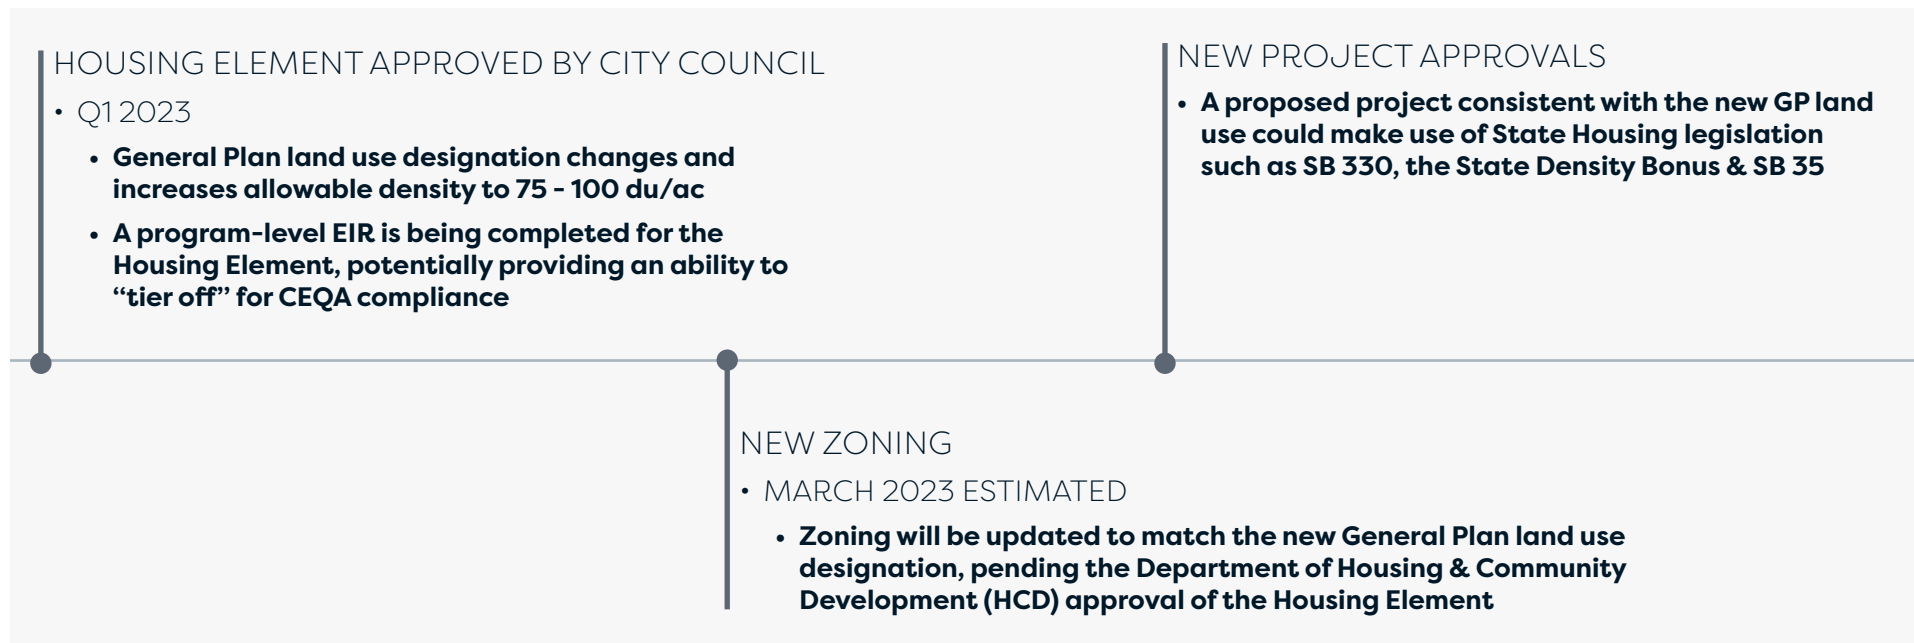 HOUSING ELEMENT APPROVED BY CITY COUNCIL
• Q1 2023
• General Plan land use designation changes and
increases allowable density to 75 - 100 du/ac
• A program-level EIR is being completed for the
Housing Element, potentially providing an ability to
“tier off” for CEQA compliance
NEW PROJECT APPROVALS
• A proposed project consistent with the new GP land
use could make use of State Housing legislation
such as SB 330, the State Density Bonus & SB 35
NEW ZONING
• MARCH 2023 ESTIMATED
• Zoning will be updated to match the new General Plan land use
designation, pending the Department of Housing & Community
Development (HCD) approval of the Housing Element